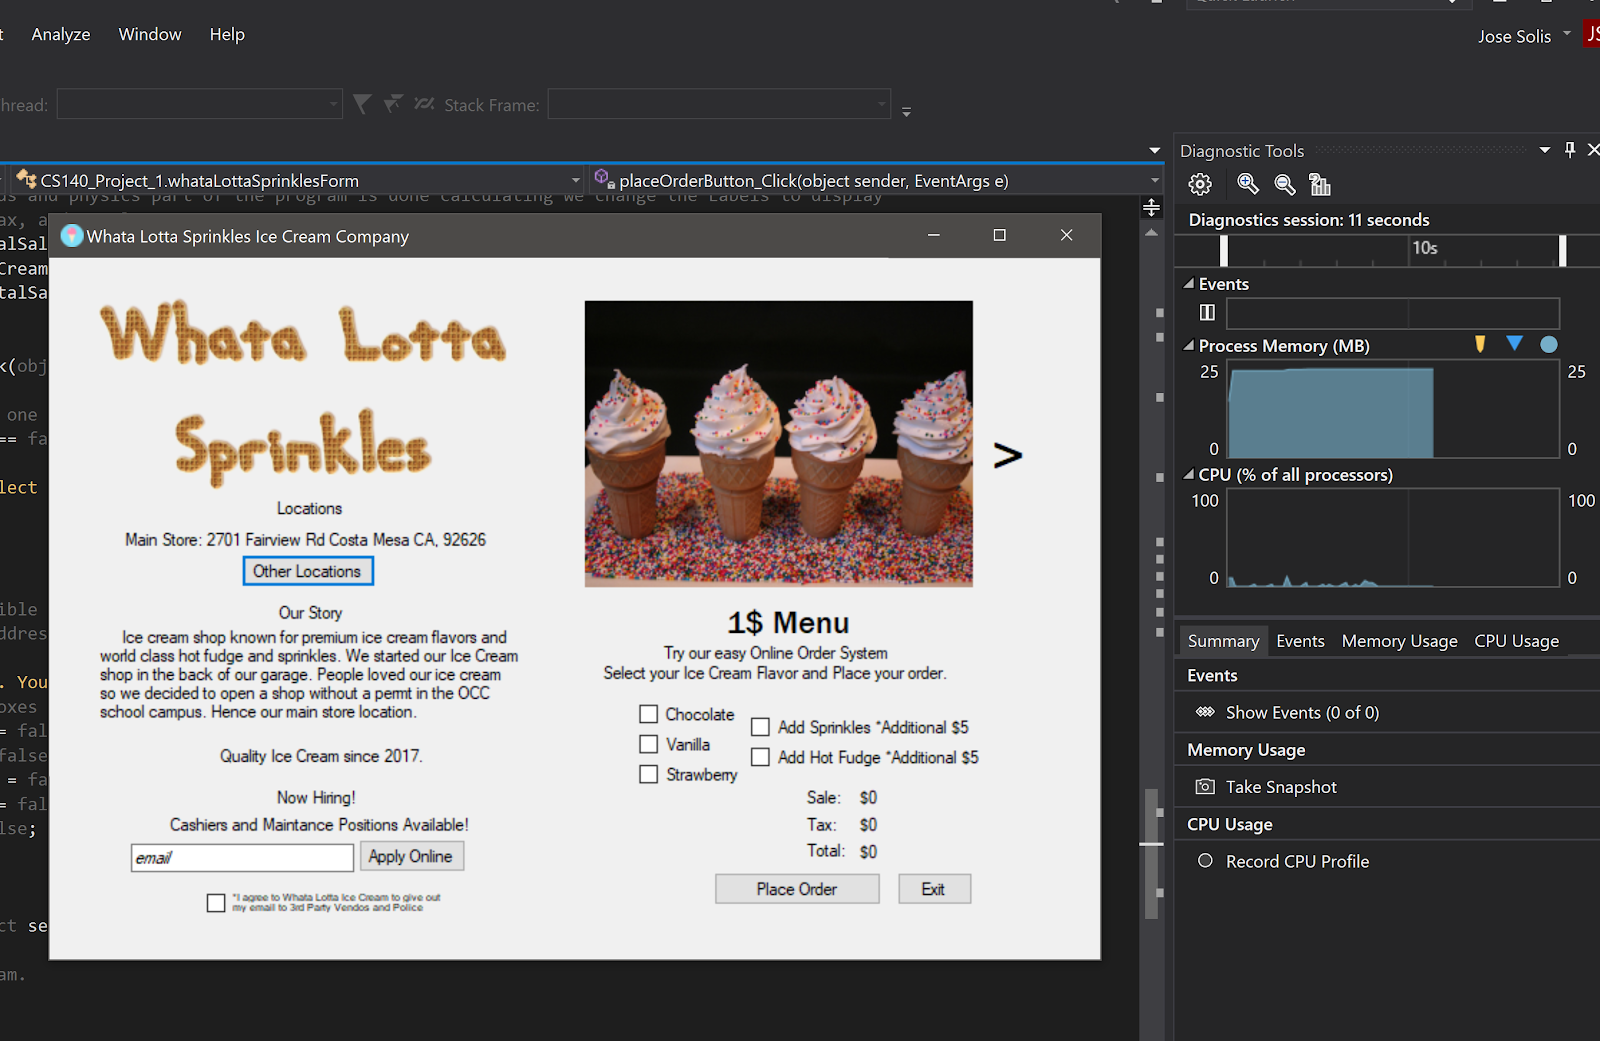 Analyze Window Help
Jose Solis
JS
hread:
Stack Frame:
CS140_Project_1.whataLottaSprinklesForm
placeOrderButton_Click(object sender, EventArgs e)
ds and physics part of the program is done calculating we change the Labels to display
ax, a
alSal
Cream
talSa
k(obj
one
== fa
lect
ible
ddres
. You
oxes
= fal
false
= fa
= fal
lse;
ct se
am.
Whata Lotta Sprinkles Ice Cream Company
Whata Lotta
Sprinkles
Locations
Main Store: 2701 Fairview Rd Costa Mesa CA, 92626
Other Locations
Our Story
Ice cream shop known for premium ice cream flavors and
world class hot fudge and sprinkles. We started our Ice Cream
shop in the back of our garage. People loved our ice cream
so we decided to open a shop without a pemt in the OCC
school campus. Hence our main store location.
Quality Ice Cream since 2017.
Now Hiring!
Cashiers and Maintance Positions Available!
email
Apply Online
*I agree to Whata Lotta Ice Cream to give out
my email to 3rd Party Vendos and Police
>
1$ Menu
Try our easy Online Order System
Select your Ice Cream Flavor and Place your order.
Chocolate
Vanilla
Strawberry
Add Sprinkles *Additional $5
Add Hot Fudge *Additional $5
Sale: $0
Tax: $0
Total: $0
Place Order
Exit
Diagnostic Tools
Diagnostics session: 11 seconds
10s
Events
Process Memory (MB)
25 25
0 0
CPU (% of all processors)
100 100
0 0
Summary Events Memory Usage CPU Usage
Events
Show Events (0 of 0)
Memory Usage
Take Snapshot
CPU Usage
Record CPU Profile